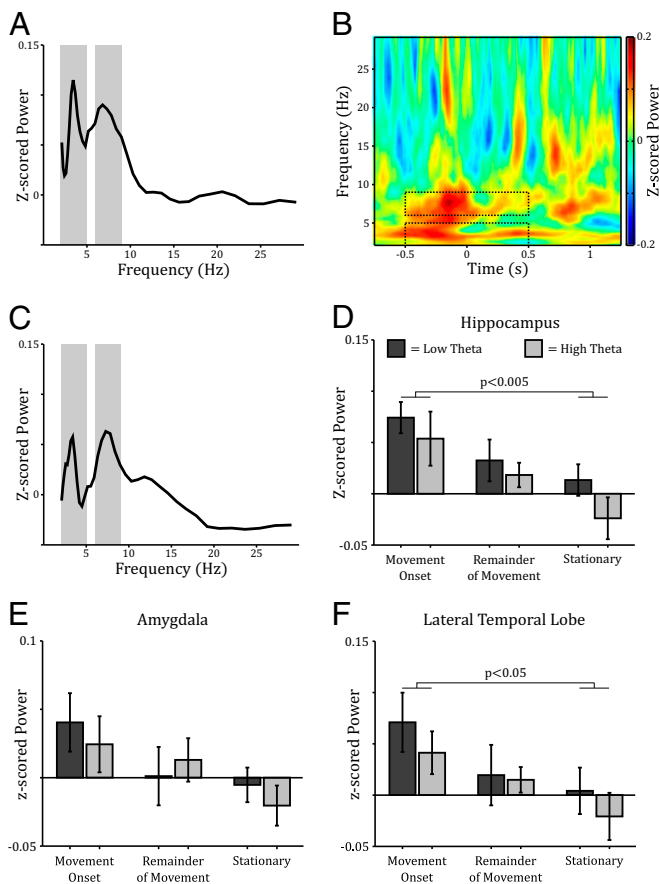 A
0.15
0
Z-scored Power
5 10 15 20 25
Frequency (Hz)
B
25
20
15
10
5
Frequency (Hz)
-0.5 0 0.5 1
Time (s)
0.2
0
-0.2
Z-scored Power
C
0.15
0
Z-scored Power
5 10 15 20 25
Frequency (Hz)
D
Hippocampus
0.15
-0.05
Z-scored Power
= Low Theta = High Theta
p<0.005
Movement Remainder Stationary
Onset of Movement
E
Amygdala
0.1
-0.05
z-scored Power
Movement Remainder Stationary
Onset of Movement
F
Lateral Temporal Lobe
0.15
-0.05
z-scored Power
p<0.05
Movement Remainder Stationary
Onset of Movement